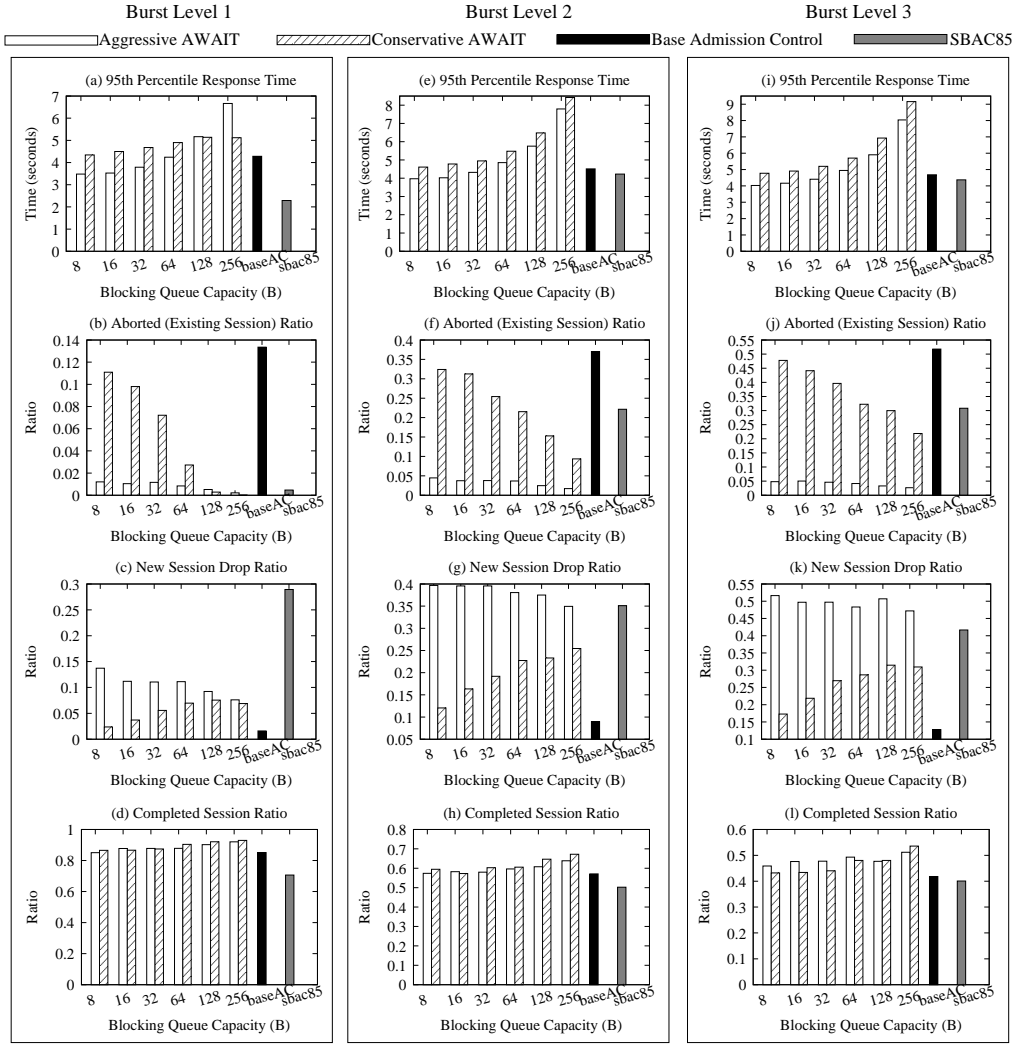 Burst Level 1
Burst Level 2
Burst Level 3
Aggressive AWAIT
Conservative AWAIT
Base Admission Control
SBAC85
(a) 95th Percentile Response Time
7
6
5
4
3
2
1
0
Time (seconds)
8 16 32 64 128 256 baseAC sbac85
Blocking Queue Capacity (B)
(b) Aborted (Existing Session) Ratio
0.14
0.12
0.1
0.08
0.06
0.04
0.02
0
Ratio
8 16 32 64 128 256 baseAC sbac85
Blocking Queue Capacity (B)
(c) New Session Drop Ratio
0.3
0.25
0.2
0.15
0.1
0.05
0
Ratio
8 16 32 64 128 256 baseAC sbac85
Blocking Queue Capacity (B)
(d) Completed Session Ratio
1
0.8
0.6
0.4
0.2
0
Ratio
8 16 32 64 128 256 baseAC sbac85
Blocking Queue Capacity (B)
(e) 95th Percentile Response Time
8
7
6
5
4
3
2
1
0
Time (seconds)
8 16 32 64 128 256 baseAC sbac85
Blocking Queue Capacity (B)
(f) Aborted (Existing Session) Ratio
0.4
0.35
0.3
0.25
0.2
0.15
0.1
0.05
0
Ratio
8 16 32 64 128 256 baseAC sbac85
Blocking Queue Capacity (B)
(g) New Session Drop Ratio
0.4
0.35
0.3
0.25
0.2
0.15
0.1
0.05
Ratio
8 16 32 64 128 256 baseAC sbac85
Blocking Queue Capacity (B)
(h) Completed Session Ratio
0.8
0.7
0.6
0.5
0.4
0.3
0.2
0.1
0
Ratio
8 16 32 64 128 256 baseAC sbac85
Blocking Queue Capacity (B)
(i) 95th Percentile Response Time
9
8
7
6
5
4
3
2
1
0
Time (seconds)
8 16 32 64 128 256 baseAC sbac85
Blocking Queue Capacity (B)
(j) Aborted (Existing Session) Ratio
0.55
0.5
0.45
0.4
0.35
0.3
0.25
0.2
0.15
0.1
0.05
0
Ratio
8 16 32 64 128 256 baseAC sbac85
Blocking Queue Capacity (B)
(k) New Session Drop Ratio
0.55
0.5
0.45
0.4
0.35
0.3
0.25
0.2
0.15
0.1
Ratio
8 16 32 64 128 256 baseAC sbac85
Blocking Queue Capacity (B)
(l) Completed Session Ratio
0.6
0.5
0.4
0.3
0.2
0.1
0
Ratio
8 16 32 64 128 256 baseAC sbac85
Blocking Queue Capacity (B)